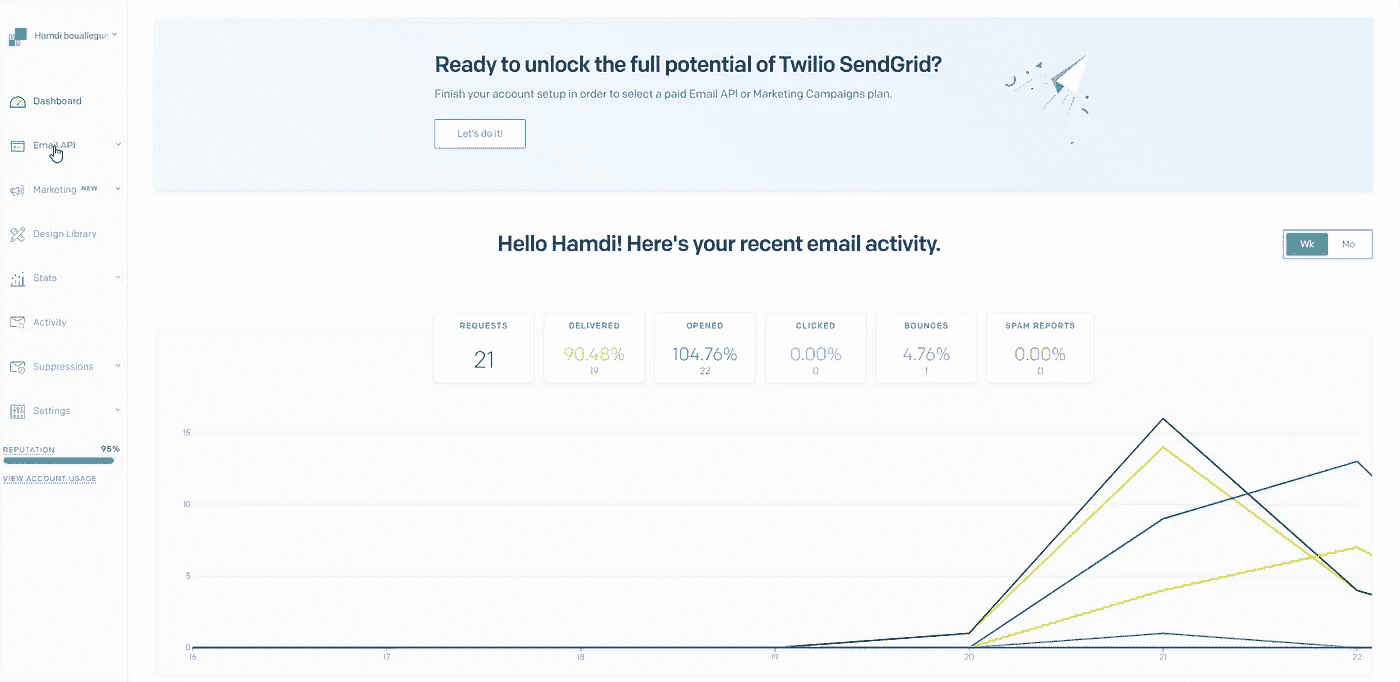 Hamdi bouallegue
Dashboard
Email API
Marketing NEW
Design Library
Stats
Activity
Suppressions
Settings
REPUTATION 95%
VIEW ACCOUNT USAGE
Ready to unlock the full potential of Twilio SendGrid?
Finish your account setup in order to select a paid Email API or Marketing Campaigns plan.
Let's do it!
Hello Hamdi! Here's your recent email activity.
Wk Mo
REQUESTS DELIVERED OPENED CLICKED BOUNCES SPAM REPORTS
21 90.48% 104.76% 0.00% 4.76% 0.00%
19 22 0 1 0
15
10
5
0
16 17 18 19 20 21 22